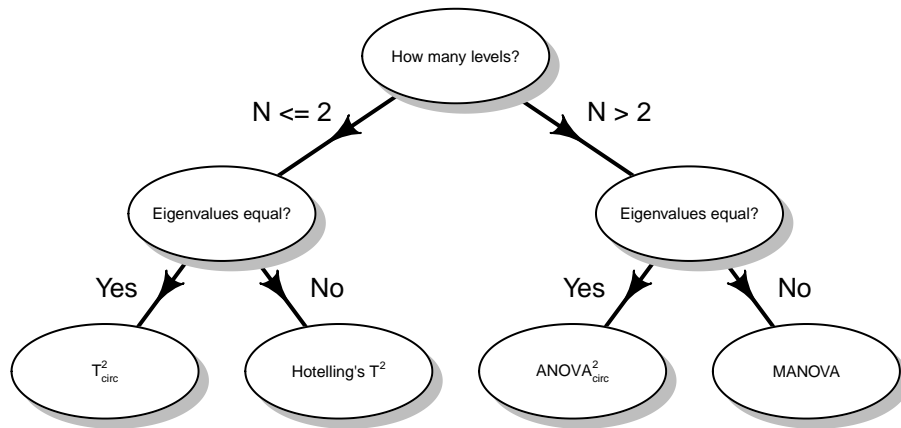 How many levels?
N <= 2
N > 2
Eigenvalues equal?
Eigenvalues equal?
Yes
No
Yes
No
T²circ
Hotelling's T²
ANOVA²circ
MANOVA